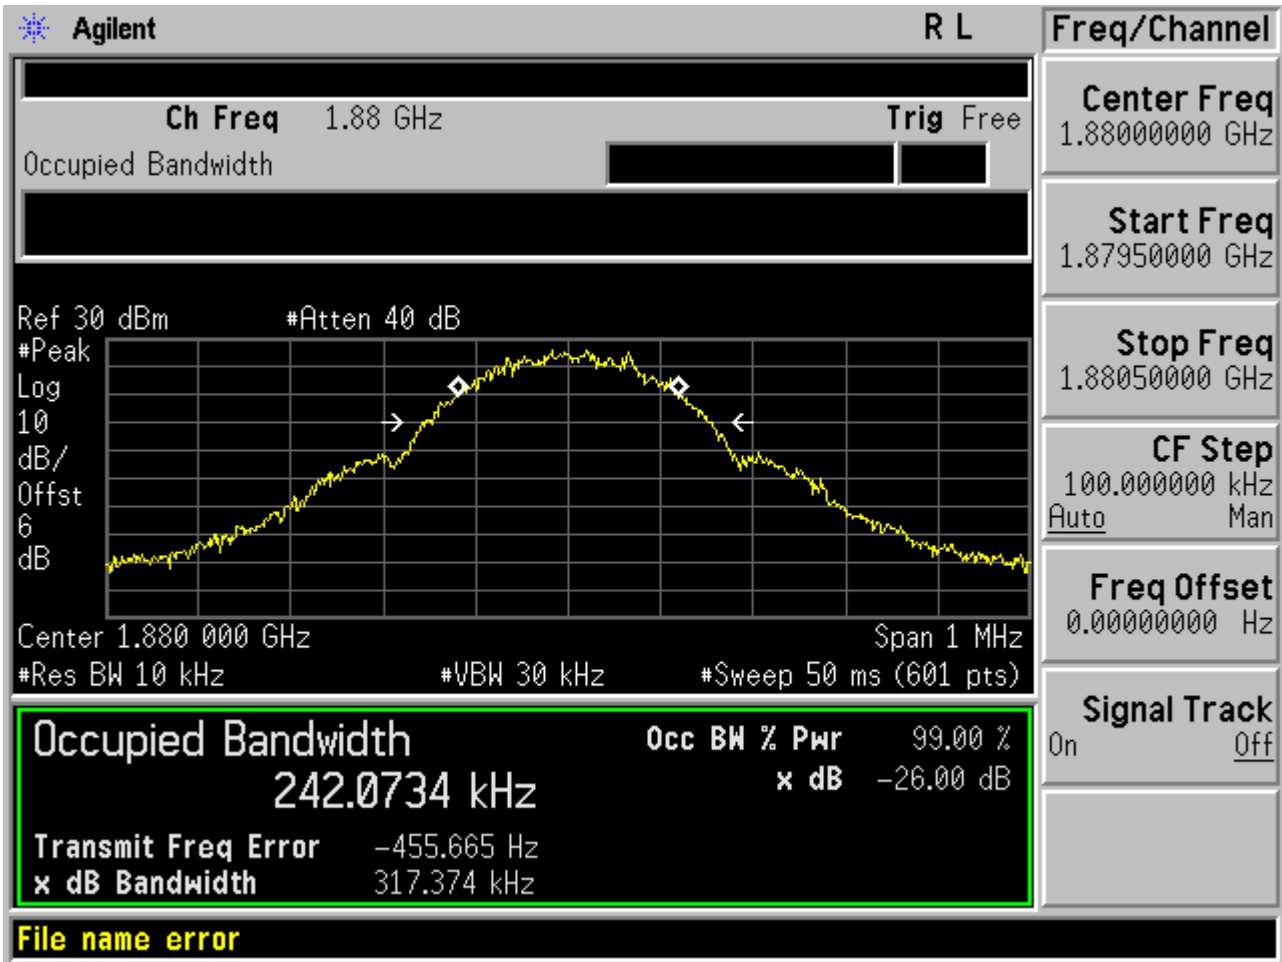 Agilent R L
Freq/Channel
Ch Freq 1.88 GHz Trig Free
Occupied Bandwidth
Center Freq
1.88000000 GHz
Start Freq
1.87950000 GHz
Stop Freq
1.88050000 GHz
CF Step
100.000000 kHz
Auto Man
Freq Offset
0.00000000 Hz
Signal Track
On Off
Ref 30 dBm #Atten 40 dB
#Peak
Log
10
dB/
Offst
6
dB
Center 1.880 000 GHz Span 1 MHz
#Res BW 10 kHz #VBW 30 kHz #Sweep 50 ms (601 pts)
Occupied Bandwidth
242.0734 kHz
Occ BW % Pwr 99.00 %
x dB -26.00 dB
Transmit Freq Error -455.665 Hz
x dB Bandwidth 317.374 kHz
File name error